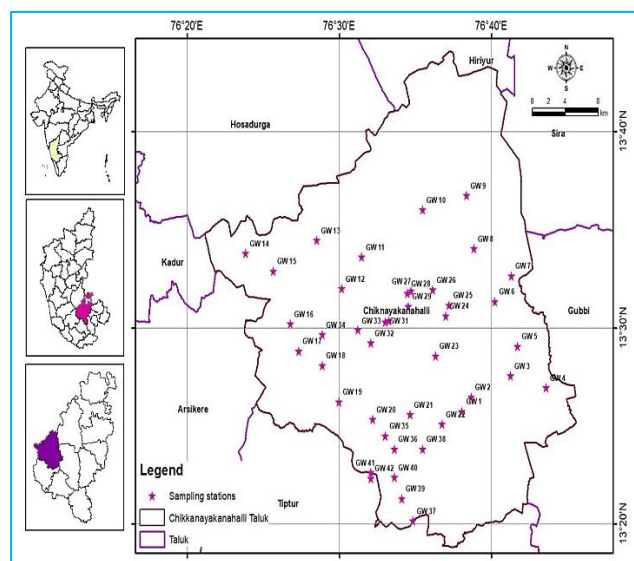 76°20'E 76°30'E 76°40'E
Hiriyur
N
W E
S
0 2 4 8
km
Hosadurga
Sira
13°40'N
GW 9
GW 10
GW 14
GW 13
GW 11
GW 8
Kadur
GW 15
GW 12
GW 27 GW 28 GW 26
GW 7
GW 29
GW 25
GW 6
Chiknayakanahalli
GW 24
Gubbi
GW 16
GW 34
GW 33 GW 31
GW 32
13°30'N
GW 17
GW 18
GW 23
GW 5
GW 3
GW 4
Arsikere
GW 19
GW 2
GW 1
GW 20
GW 21
GW 22
GW 35
GW 36
GW 38
GW 41
GW 42
GW 40
GW 39
GW 37
Tiptur
13°20'N
Legend
Sampling stations
Chikkanayakanahalli Taluk
Taluk